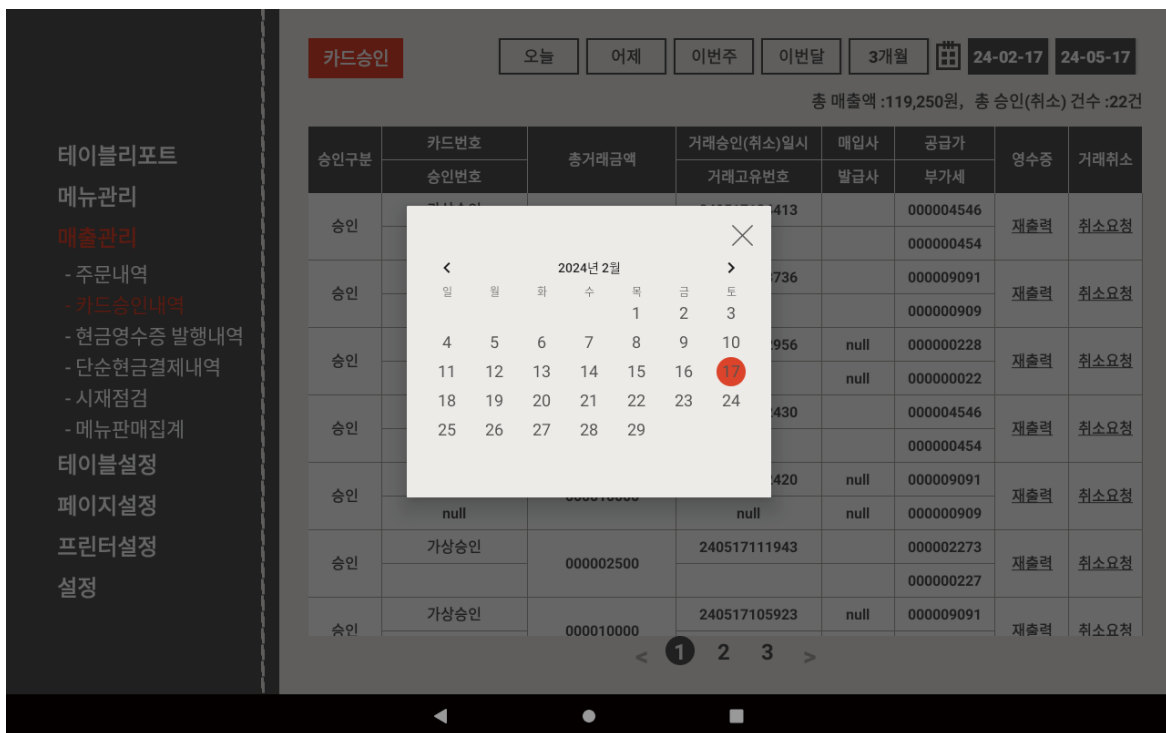 카드승인
오늘 어제 이번주 이번달 3개월 24-02-17 24-05-17
총 매출액 :119,250원, 총 승인(취소) 건수 :22건
테이블리포트
메뉴관리
매출관리
- 주문내역
- 카드승인내역
- 현금영수증 발행내역
- 단순현금결제내역
- 시재점검
- 메뉴판매집계
테이블설정
페이지설정
프린터설정
설정
승인구분 카드번호 총거래금액 거래승인(취소)일시 매입사 공급가 영수증 거래취소
승인번호 거래고유번호 발급사 부가세
승인 413 000004546 재출력 취소요청
000000454
승인 736 000009091 재출력 취소요청
000000909
승인 956 null 000000228 재출력 취소요청
null 000000022
승인 430 000004546 재출력 취소요청
000000454
승인 420 null 000009091 재출력 취소요청
null null null 000000909
승인 가상승인 000002500 240517111943 000002273 재출력 취소요청
000000227
승인 가상승인 000010000 240517105923 null 000009091 재출력 취소요청
< 1 2 3 >
< 2024년 2월 >
일 월 화 수 목 금 토
1 2 3
4 5 6 7 8 9 10
11 12 13 14 15 16 17
18 19 20 21 22 23 24
25 26 27 28 29